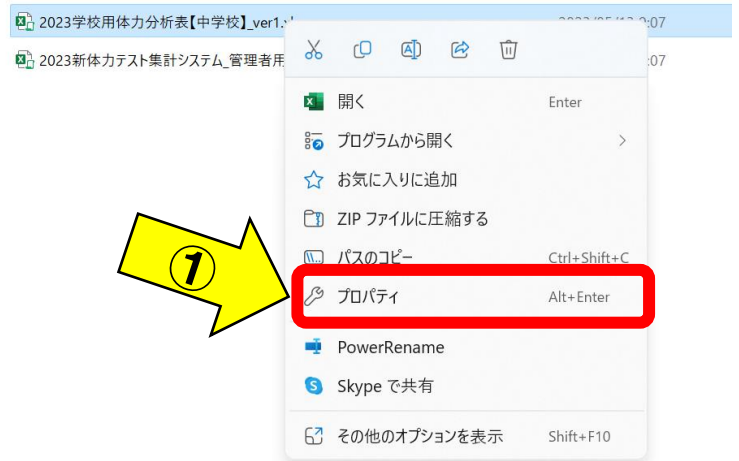 2023学校用体力分析表【中学校】_ver1.
2023新体力テスト集計システム_管理者用
:07
開く Enter
プログラムから開く
お気に入りに追加
ZIP ファイルに圧縮する
パスのコピー Ctrl+Shift+C
①
プロパティ Alt+Enter
PowerRename
Skype で共有
その他のオプションを表示 Shift+F10